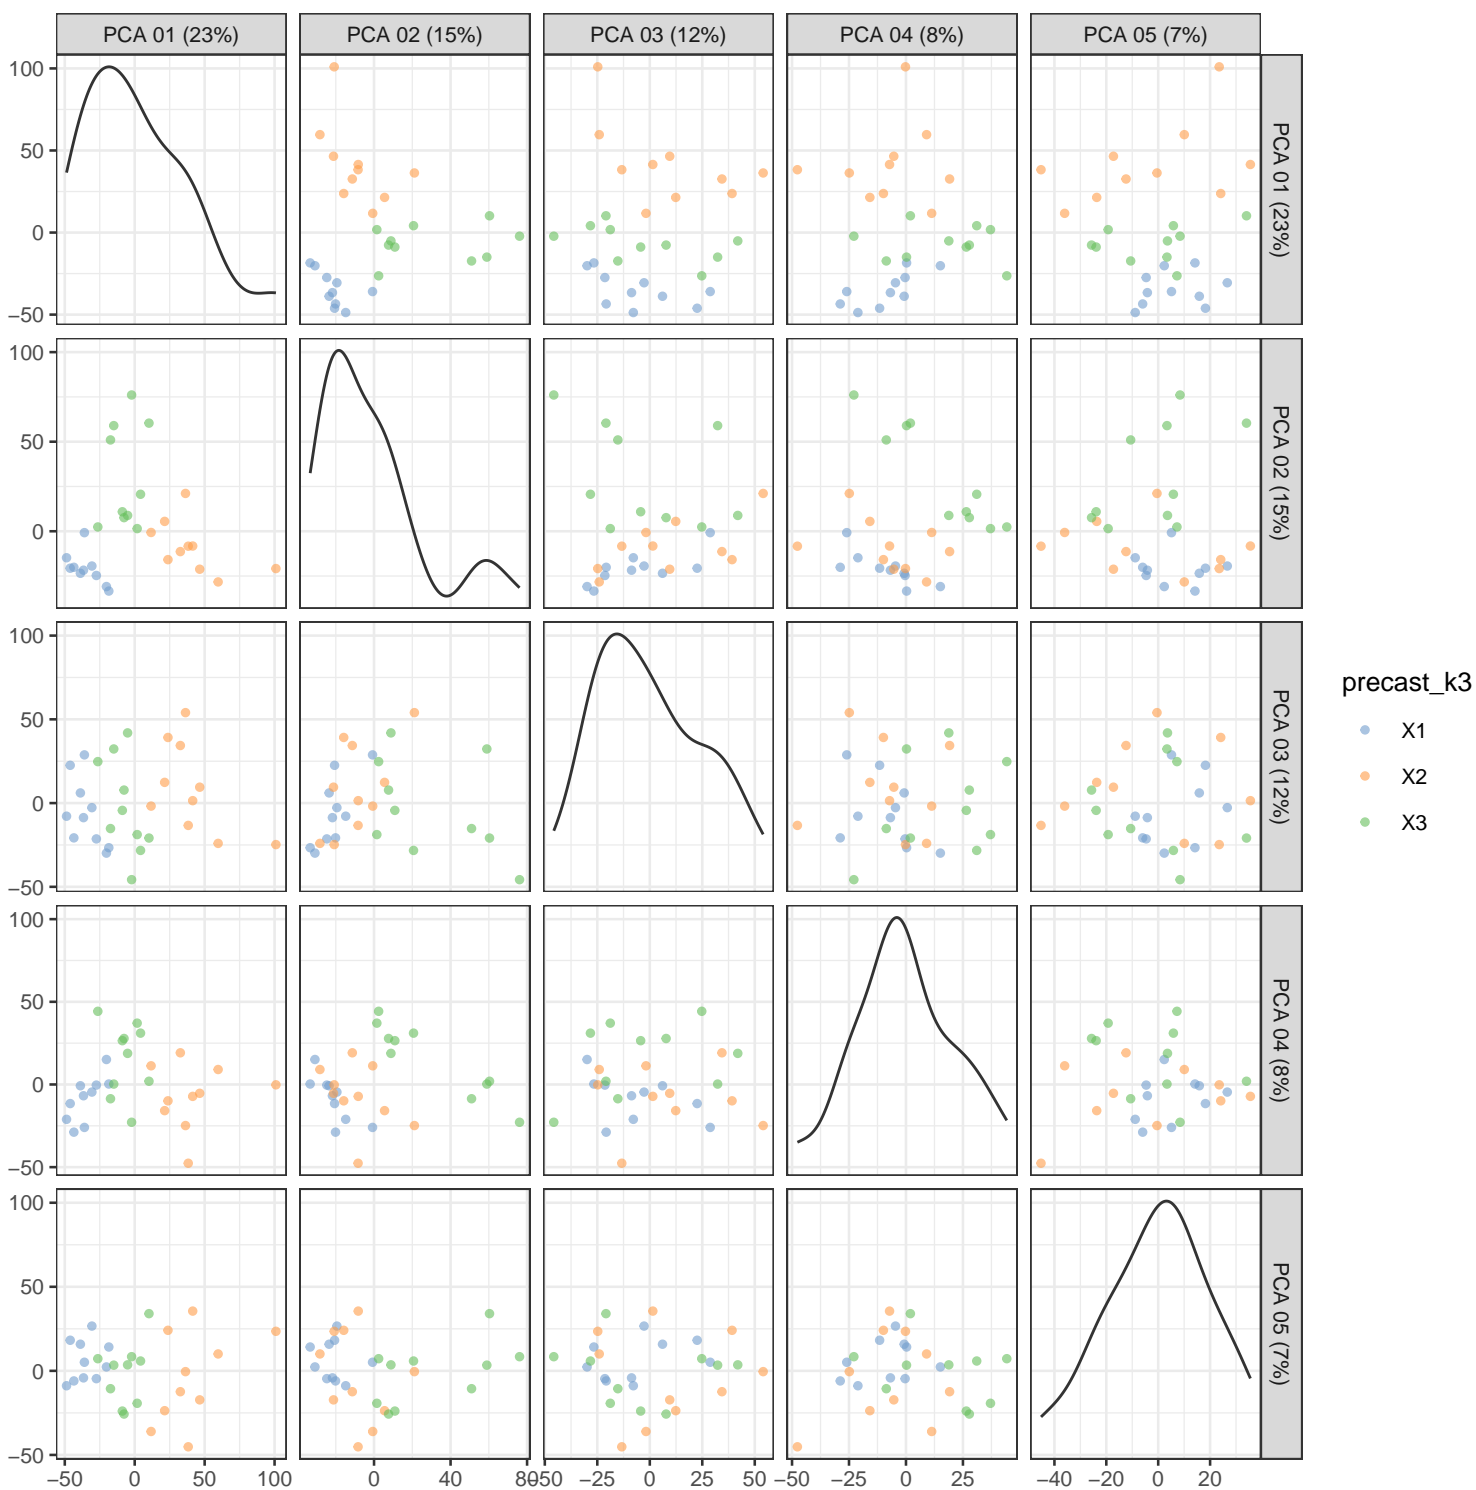 PCA 01 (23%) PCA 02 (15%) PCA 03 (12%) PCA 04 (8%) PCA 05 (7%)
100
50
0
−50
PCA 01 (23%)
100
50
0
PCA 02 (15%)
100
50
0
−50
PCA 03 (12%)
100
50
0
−50
PCA 04 (8%)
100
50
0
−50
PCA 05 (7%)
−50 0 50 100 0 40 80 −50 −25 0 25 50 −50 −25 0 25 −40 −20 0 20
precast_k3
X1
X2
X3